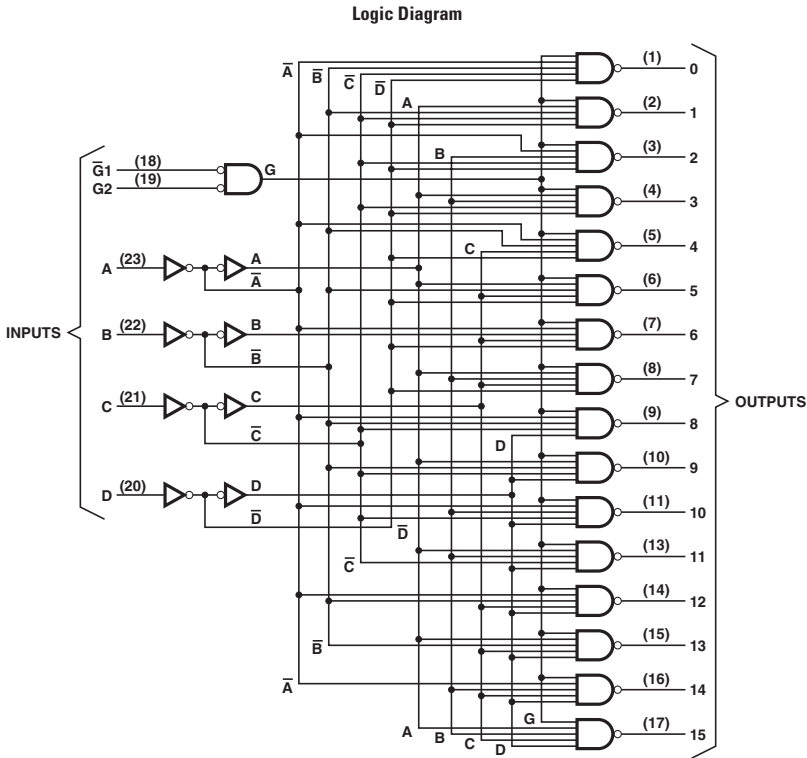 Logic Diagram
A̅
B̅
C̅
D̅
(1)
0
A
(2)
1
B
(3)
2
G̅1 (18)
G2 (19)
G
(4)
3
(5)
4
C
A (23)
A
A̅
(6)
5
INPUTS
B (22)
B
B̅
(7)
6
(8)
7
C (21)
C
C̅
OUTPUTS
(9)
8
D
(10)
9
D (20)
D
D̅
D̅
(11)
10
C̅
(13)
11
(14)
12
B̅
(15)
13
A̅
(16)
14
G
A
B
C
D
(17)
15